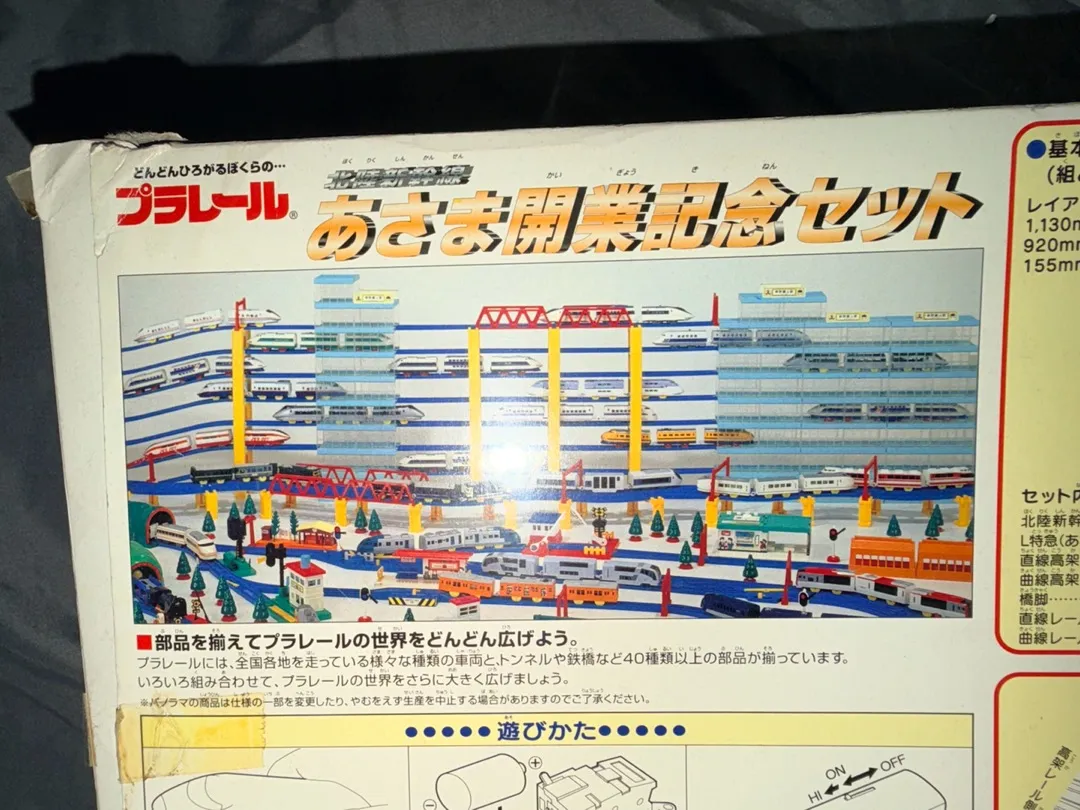 どんどんひろがるぼくらの…
プラレール®
北陸新幹線
あさま開業記念セット
■部品を揃えてプラレールの世界をどんどん広げよう。
プラレールには、全国各地を走っている様々な種類の車両と、トンネルや鉄橋など40種類以上の部品が揃っています。
いろいろ組み合わせて、プラレールの世界をさらに大きく広げましょう。
※パノラマの商品は仕様の一部を変更したり、やむをえず生産を中止する場合がありますのでご了承ください。
●●●●●遊びかた●●●●●
ON
OFF
HI
●基本
(組
レイア
1,130m
920mm
155mm
セット内
北陸新幹
L特急(あ
直線高架
曲線高架
橋脚……
直線レー
曲線レー
高架レール